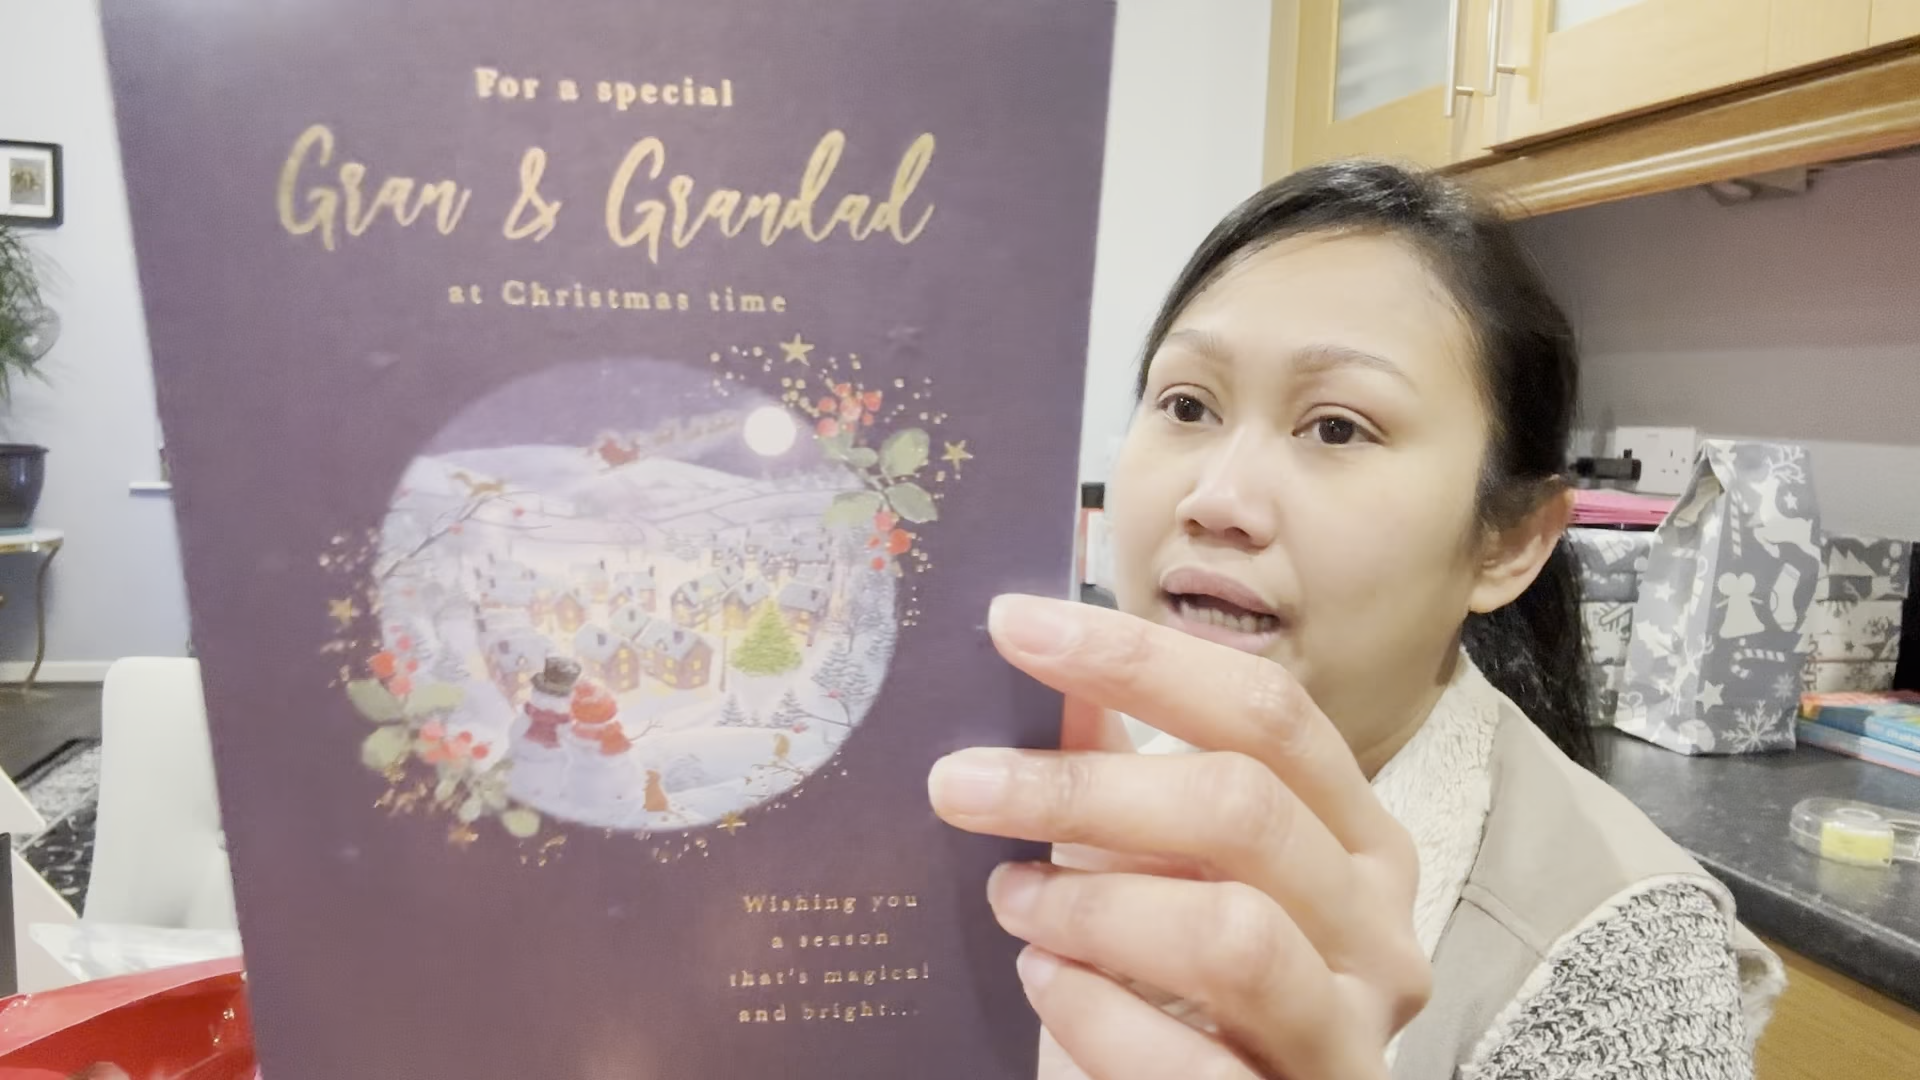 For a special
Gran & Grandad
at Christmas time
Wishing you
a season
that's magical
and bright...